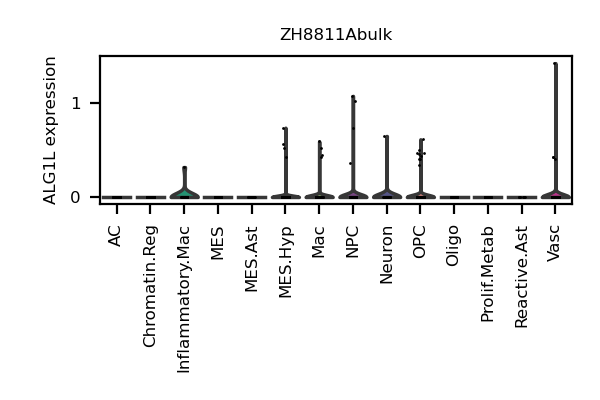 ZH8811Abulk
ALG1L expression
1
0
AC
Chromatin.Reg
Inflammatory.Mac
MES
MES.Ast
MES.Hyp
Mac
NPC
Neuron
OPC
Oligo
Prolif.Metab
Reactive.Ast
Vasc